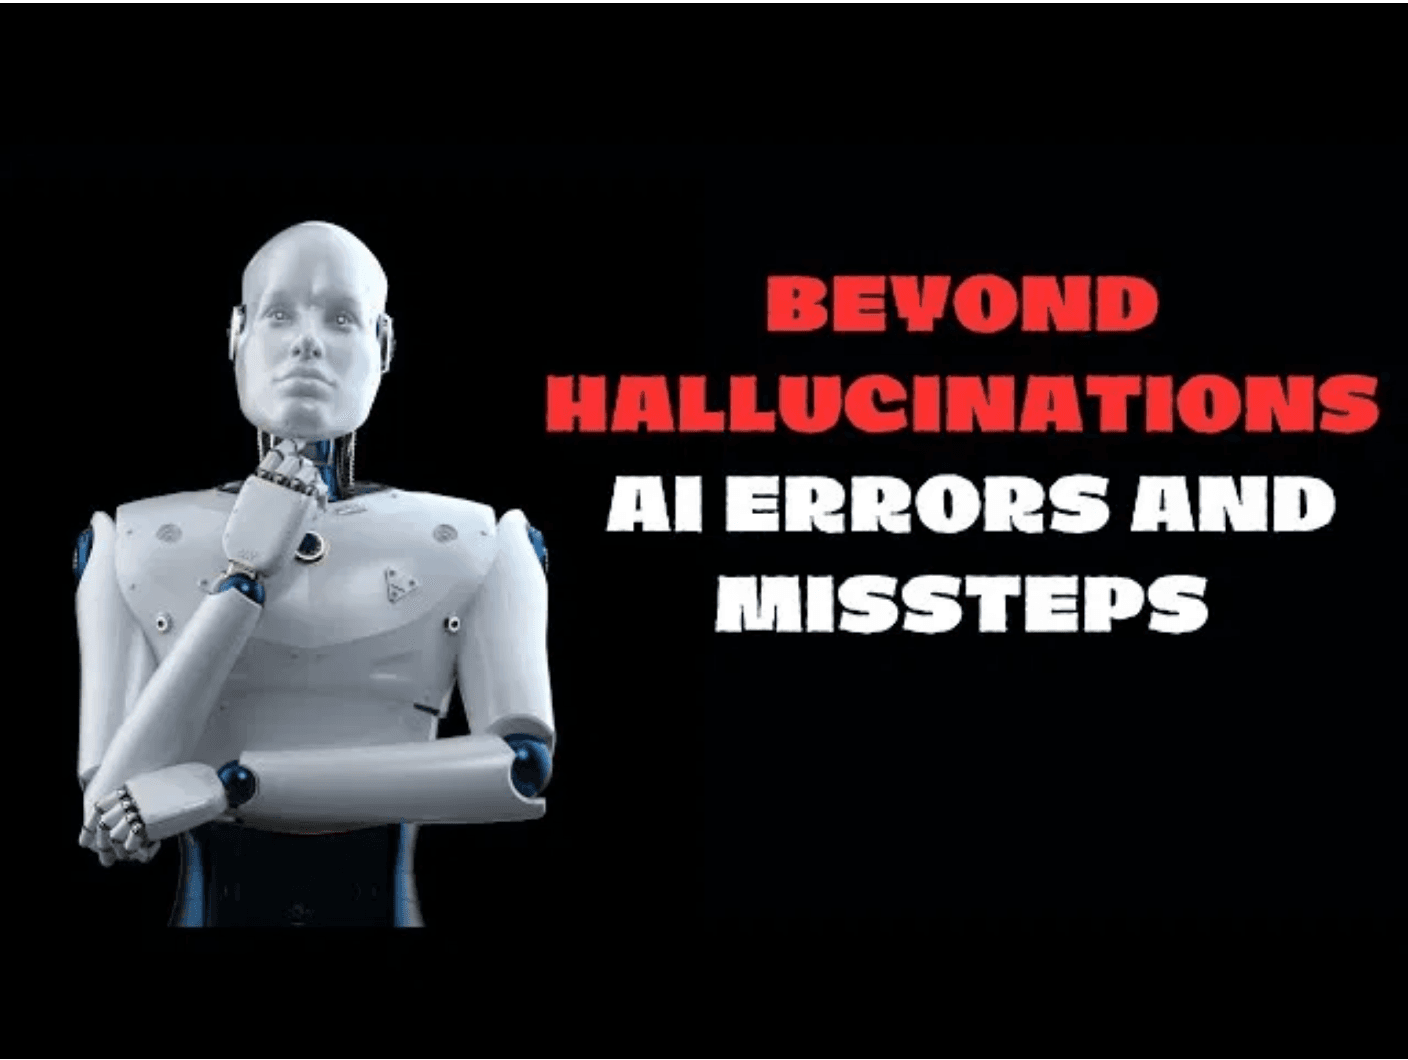 BEYOND
HALLUCINATIONS
AI ERRORS AND
MISSTEPS